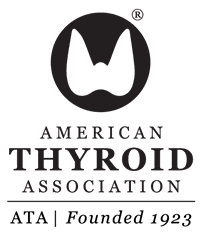 ®
AMERICAN
THYROID
ASSOCIATION
ATA | Founded 1923